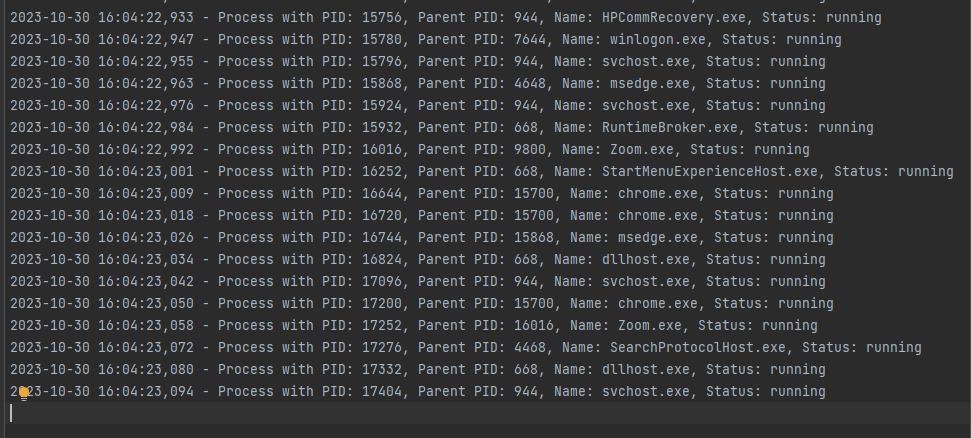 2023-10-30 16:04:22,933 - Process with PID: 15756, Parent PID: 944, Name: HPCommRecovery.exe, Status: running
2023-10-30 16:04:22,947 - Process with PID: 15780, Parent PID: 7644, Name: winlogon.exe, Status: running
2023-10-30 16:04:22,955 - Process with PID: 15796, Parent PID: 944, Name: svchost.exe, Status: running
2023-10-30 16:04:22,963 - Process with PID: 15868, Parent PID: 4648, Name: msedge.exe, Status: running
2023-10-30 16:04:22,976 - Process with PID: 15924, Parent PID: 944, Name: svchost.exe, Status: running
2023-10-30 16:04:22,984 - Process with PID: 15932, Parent PID: 668, Name: RuntimeBroker.exe, Status: running
2023-10-30 16:04:22,992 - Process with PID: 16016, Parent PID: 9800, Name: Zoom.exe, Status: running
2023-10-30 16:04:23,001 - Process with PID: 16252, Parent PID: 668, Name: StartMenuExperienceHost.exe, Status: running
2023-10-30 16:04:23,009 - Process with PID: 16644, Parent PID: 15700, Name: chrome.exe, Status: running
2023-10-30 16:04:23,018 - Process with PID: 16720, Parent PID: 15700, Name: chrome.exe, Status: running
2023-10-30 16:04:23,026 - Process with PID: 16744, Parent PID: 15868, Name: msedge.exe, Status: running
2023-10-30 16:04:23,034 - Process with PID: 16824, Parent PID: 668, Name: dllhost.exe, Status: running
2023-10-30 16:04:23,042 - Process with PID: 17096, Parent PID: 944, Name: svchost.exe, Status: running
2023-10-30 16:04:23,050 - Process with PID: 17200, Parent PID: 15700, Name: chrome.exe, Status: running
2023-10-30 16:04:23,058 - Process with PID: 17252, Parent PID: 16016, Name: Zoom.exe, Status: running
2023-10-30 16:04:23,072 - Process with PID: 17276, Parent PID: 4468, Name: SearchProtocolHost.exe, Status: running
2023-10-30 16:04:23,080 - Process with PID: 17332, Parent PID: 668, Name: dllhost.exe, Status: running
2023-10-30 16:04:23,094 - Process with PID: 17404, Parent PID: 944, Name: svchost.exe, Status: running